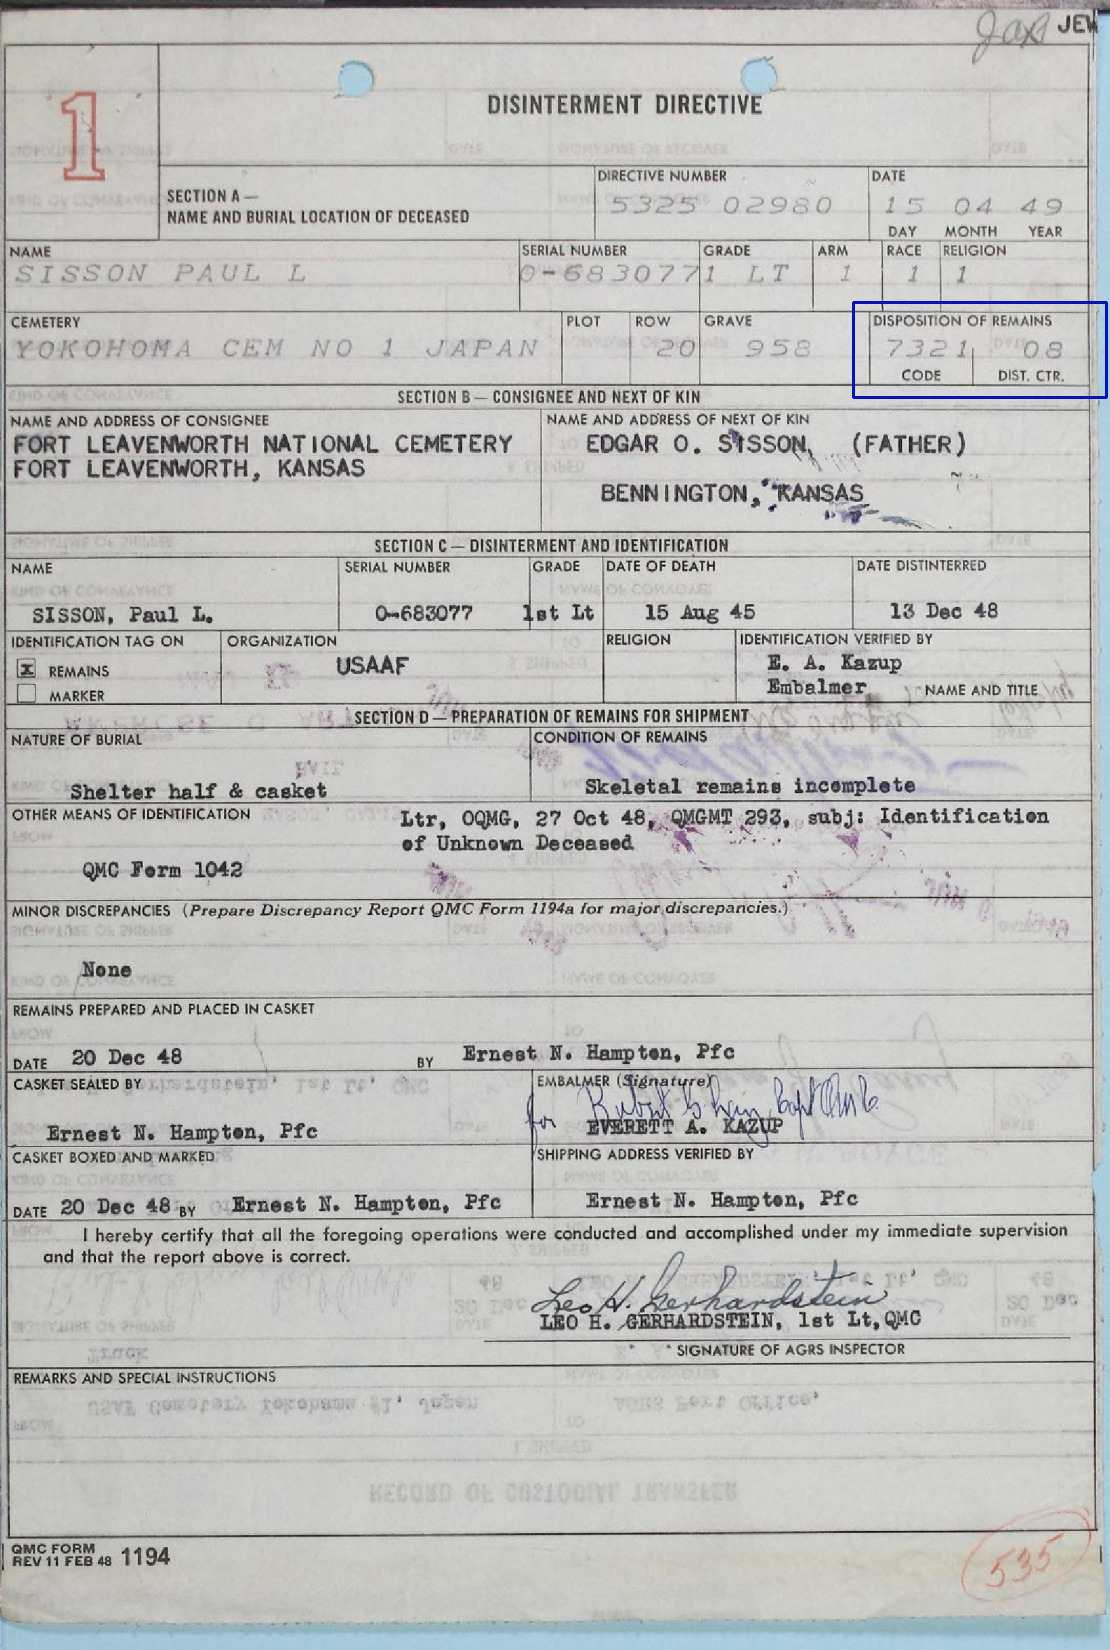 JEW
1
DISINTERMENT DIRECTIVE
SECTION A —
NAME AND BURIAL LOCATION OF DECEASED
DIRECTIVE NUMBER
5325 02980
DATE
15 04 49
DAY MONTH YEAR
NAME
SISSON PAUL L
SERIAL NUMBER
O-683077
GRADE
1 LT
ARM
1
RACE
1
RELIGION
1
CEMETERY
YOKOHOMA CEM NO 1 JAPAN
PLOT
ROW
20
GRAVE
958
DISPOSITION OF REMAINS
7321 08
CODE DIST. CTR.
SECTION B — CONSIGNEE AND NEXT OF KIN
NAME AND ADDRESS OF CONSIGNEE
FORT LEAVENWORTH NATIONAL CEMETERY
FORT LEAVENWORTH, KANSAS
NAME AND ADDRESS OF NEXT OF KIN
EDGAR O. SISSON, (FATHER)
BENNINGTON, KANSAS
SECTION C — DISINTERMENT AND IDENTIFICATION
NAME
SISSON, Paul L.
SERIAL NUMBER
O-683077
GRADE
1st Lt
DATE OF DEATH
15 Aug 45
DATE DISTINTERRED
13 Dec 48
IDENTIFICATION TAG ON
X REMAINS
MARKER
ORGANIZATION
USAAF
RELIGION
IDENTIFICATION VERIFIED BY
E. A. Kazup
Embalmer NAME AND TITLE
SECTION D — PREPARATION OF REMAINS FOR SHIPMENT
NATURE OF BURIAL
Shelter half & casket
CONDITION OF REMAINS
Skeletal remains incomplete
OTHER MEANS OF IDENTIFICATION
Ltr, OQMG, 27 Oct 48, QMGMT 293, subj: Identification
of Unknown Deceased
QMC Form 1042
MINOR DISCREPANCIES (Prepare Discrepancy Report QMC Form 1194a for major discrepancies.)
None
REMAINS PREPARED AND PLACED IN CASKET
DATE 20 Dec 48 BY Ernest N. Hampton, Pfc
CASKET SEALED BY
Ernest N. Hampton, Pfc
EMBALMER (Signature)
for
EVERETT A. KAZUP
CASKET BOXED AND MARKED
DATE 20 Dec 48 BY Ernest N. Hampton, Pfc
SHIPPING ADDRESS VERIFIED BY
Ernest N. Hampton, Pfc
I hereby certify that all the foregoing operations were conducted and accomplished under my immediate supervision
and that the report above is correct.
Leo H. Gerhardstein
LEO H. GERHARDSTEIN, 1st Lt, QMC
SIGNATURE OF AGRS INSPECTOR
REMARKS AND SPECIAL INSTRUCTIONS
QMC FORM
REV 11 FEB 48 1194
535